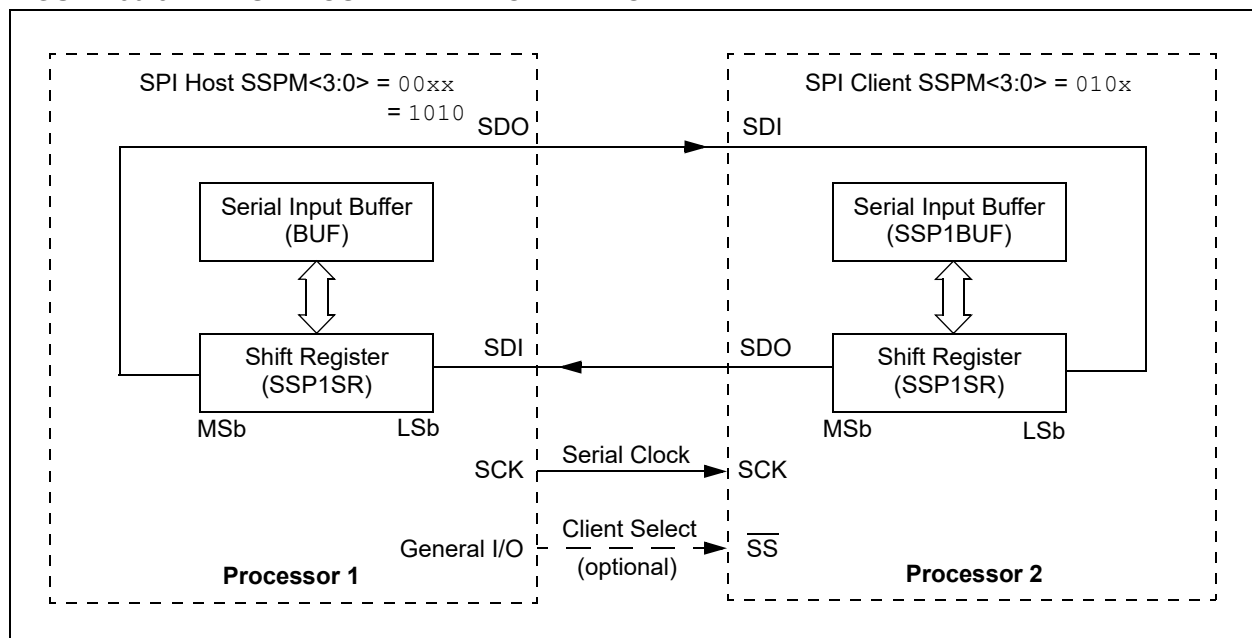 SPI Host SSPM<3:0> = 00xx
= 1010
SDO
Serial Input Buffer
(BUF)
Shift Register
(SSP1SR)
MSb
LSb
SDI
SCK
General I/O
Processor 1
Serial Clock
Client Select
(optional)
SPI Client SSPM<3:0> = 010x
SDI
Serial Input Buffer
(SSP1BUF)
SDO
Shift Register
(SSP1SR)
MSb
LSb
SCK
SS
Processor 2